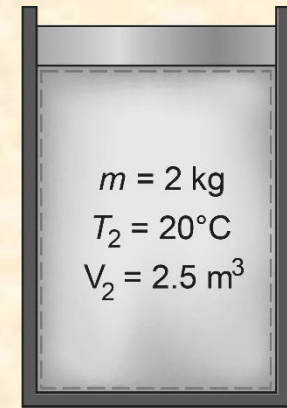 m = 2 kg
T₂ = 20°C
V₂ = 2.5 m³